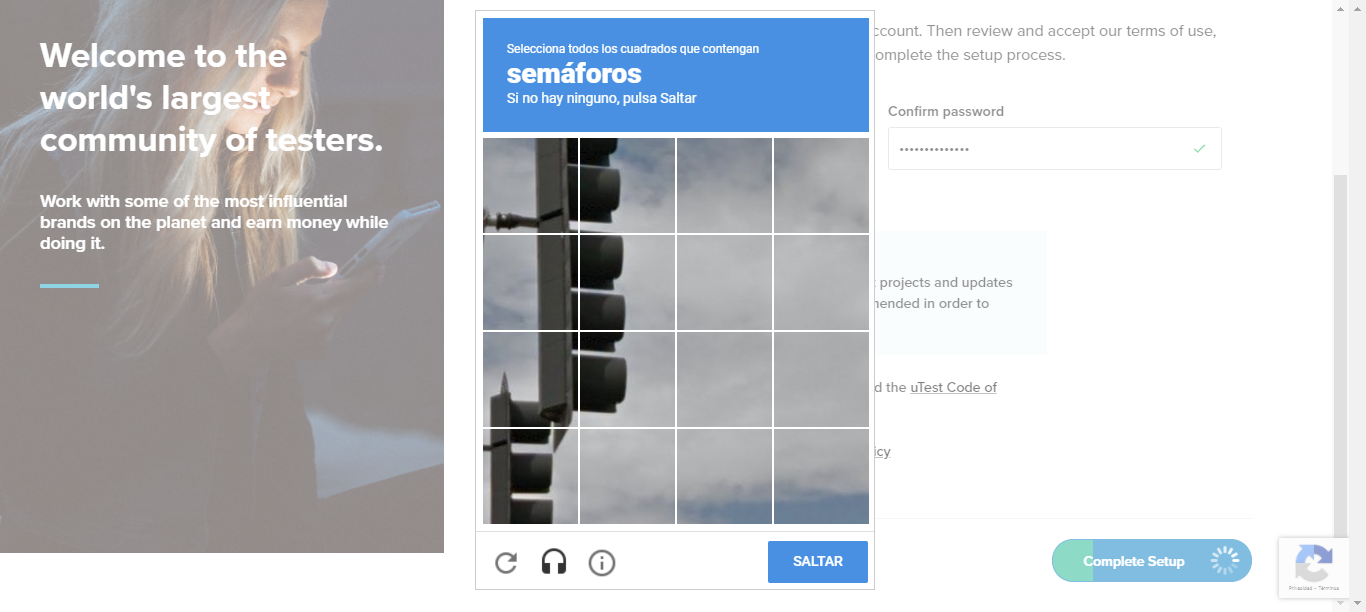 Welcome to the
world's largest
community of testers.
Work with some of the most influential
brands on the planet and earn money while
doing it.
Selecciona todos los cuadrados que contengan
semáforos
Si no hay ninguno, pulsa Saltar
SALTAR
ccount. Then review and accept our terms of use,
omplete the setup process.
Confirm password
projects and updates
ended in order to
d the uTest Code of
icy
Complete Setup
Privacidad - Términos